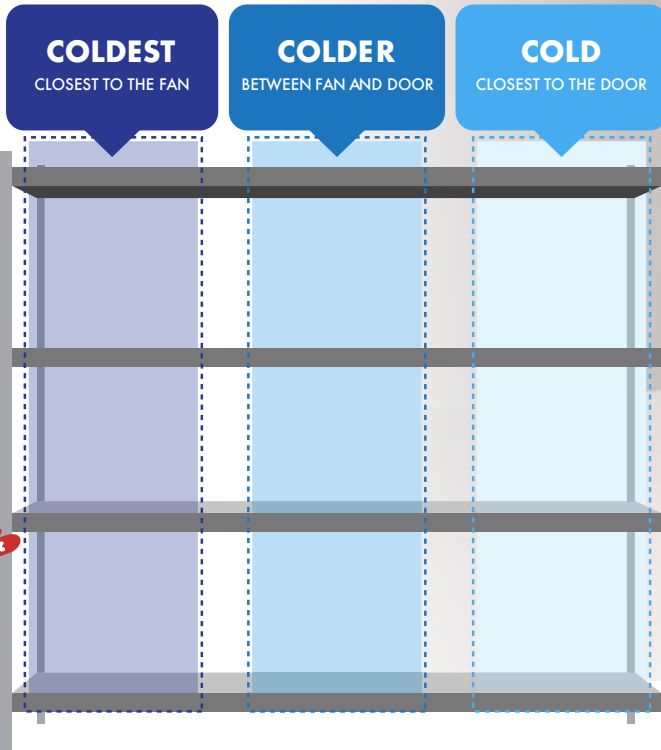 COLDEST
CLOSEST TO THE FAN
COLDER
BETWEEN FAN AND DOOR
COLD
CLOSEST TO THE DOOR